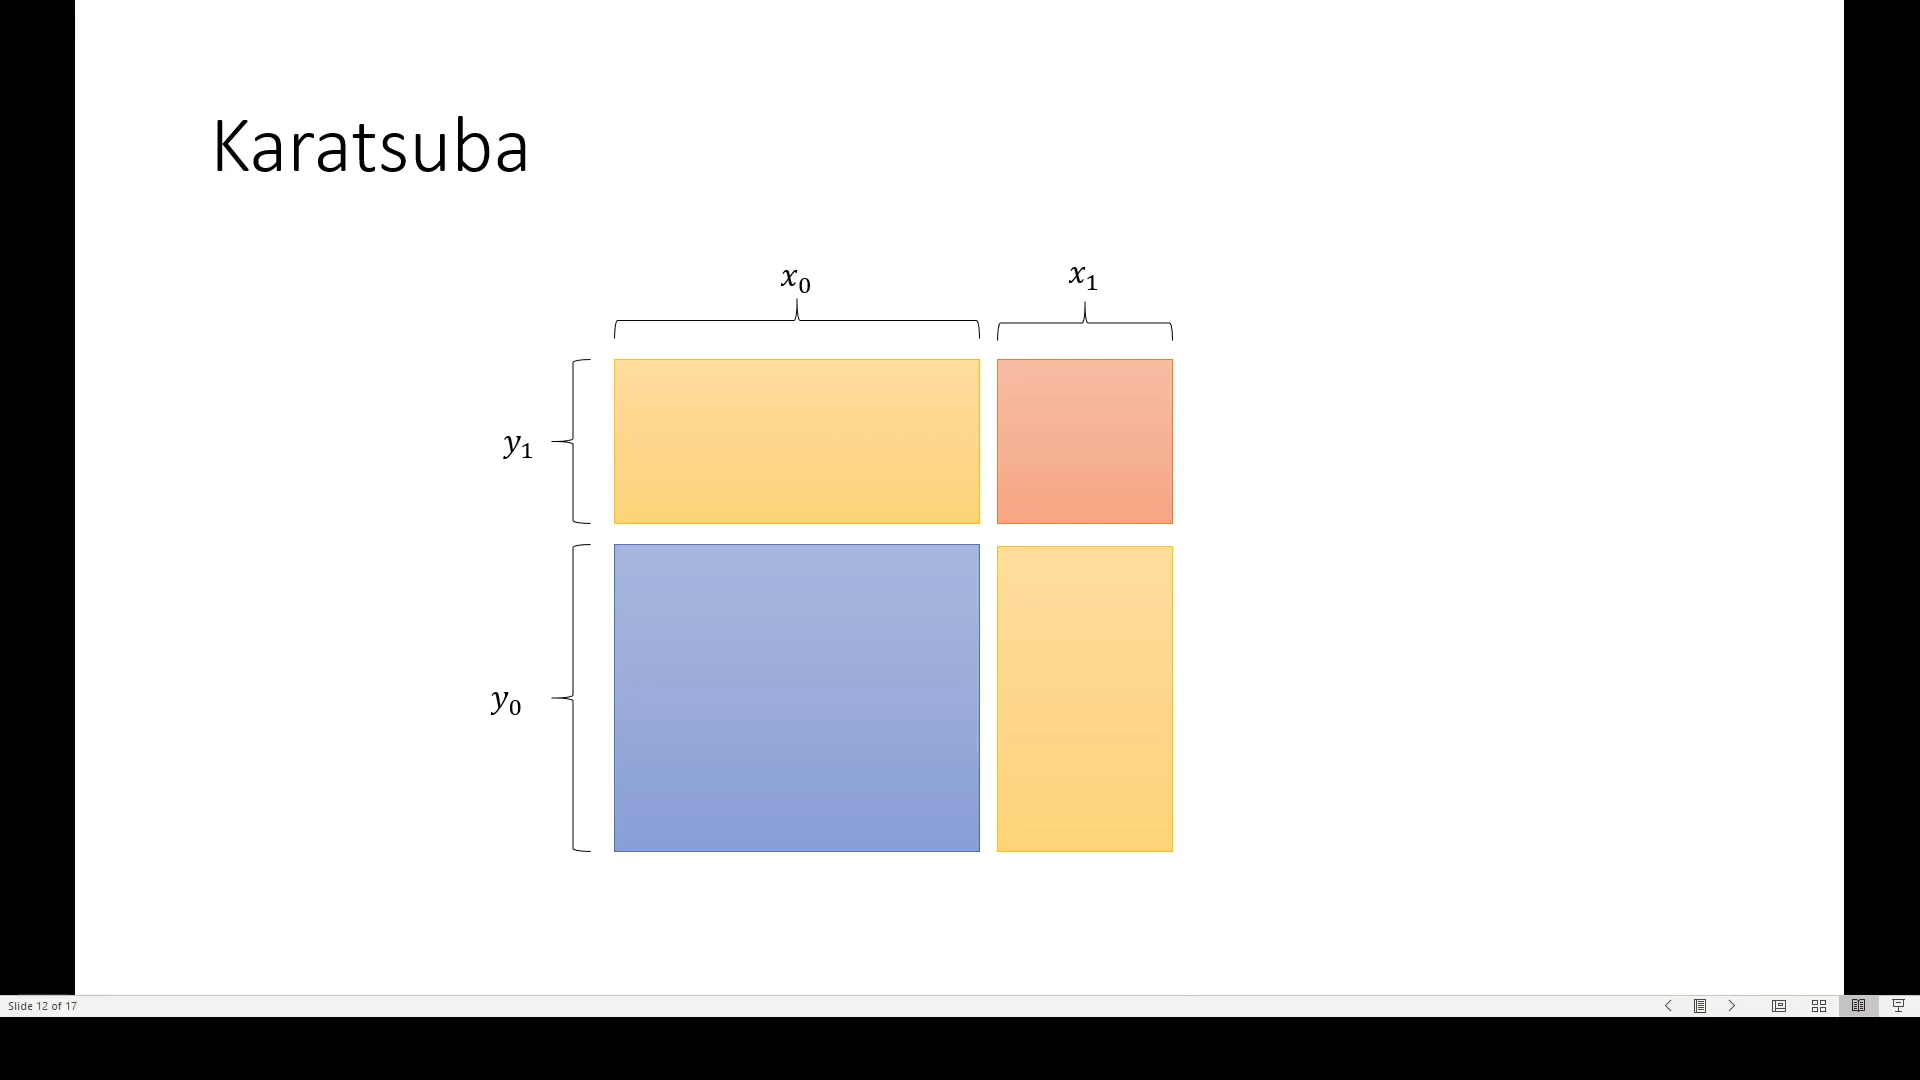 Karatsuba
x₀
x₁
y₁
y₀
Slide 12 of 17